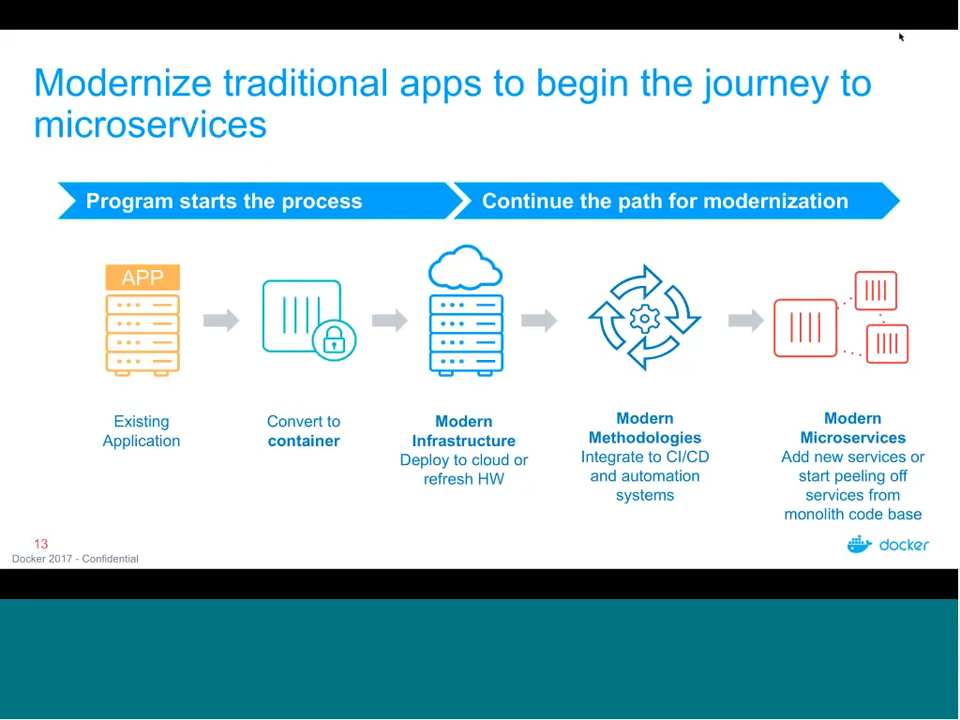 Modernize traditional apps to begin the journey to
microservices
Program starts the process
Continue the path for modernization
APP
Existing
Application
Convert to
container
Modern
Infrastructure
Deploy to cloud or
refresh HW
Modern
Methodologies
Integrate to CI/CD
and automation
systems
Modern
Microservices
Add new services or
start peeling off
services from
monolith code base
13
Docker 2017 - Confidential
docker